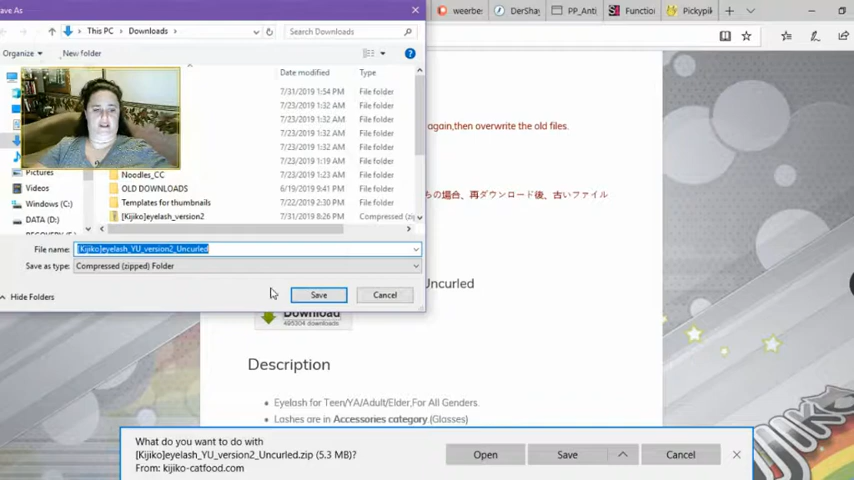 ave As
weerbe
DerShay
PP_Anti
Function
Pickypik
This PC > Downloads >
Search Downloads
Organize
New folder
Date modified
Type
7/31/2019 1:54 PM
File folder
7/23/2019 1:32 AM
File folder
7/23/2019 1:32 AM
File folder
again,then overwrite the old files.
7/23/2019 1:32 AM
File folder
7/23/2019 1:32 AM
File folder
7/23/2019 1:19 AM
File folder
Pictures
Noodles_CC
7/23/2019 1:23 AM
File folder
Videos
OLD DOWNLOADS
6/19/2019 9:41 PM
File folder
ちの場合、再ダウンロード後、古いファイル
Windows (C:)
Templates for thumbnails
7/22/2019 2:30 PM
File folder
DATA (D:)
[Kijiko]eyelash_version2
7/31/2019 8:26 PM
Compressed (zip
File name:
[Kijiko]eyelash_YU_version2_Uncurled
Save as type:
Compressed (zipped) Folder
Uncurled
Hide Folders
Save
Cancel
Download
495304 downloads
Description
Eyelash for Teen/YA/Adult/Elder,For All Genders.
Lashes are in Accessories category (Glasses)
What do you want to do with
[Kijiko]eyelash_YU_version2_Uncurled.zip (5.3 MB)?
From: kijiko-catfood.com
Open
Save
Cancel